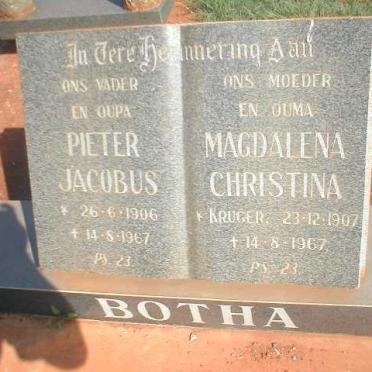 In Tere Herinnering Aan
ONS VADER
EN OUPA
PIETER
JACOBUS
* 26-6-1906
† 14-8-1967
PS. 23.
ONS MOEDER
EN OUMA
MAGDALENA
CHRISTINA
* KRUGER, 23-12-1907
† 14-8-1967
PS-23.
BOTHA